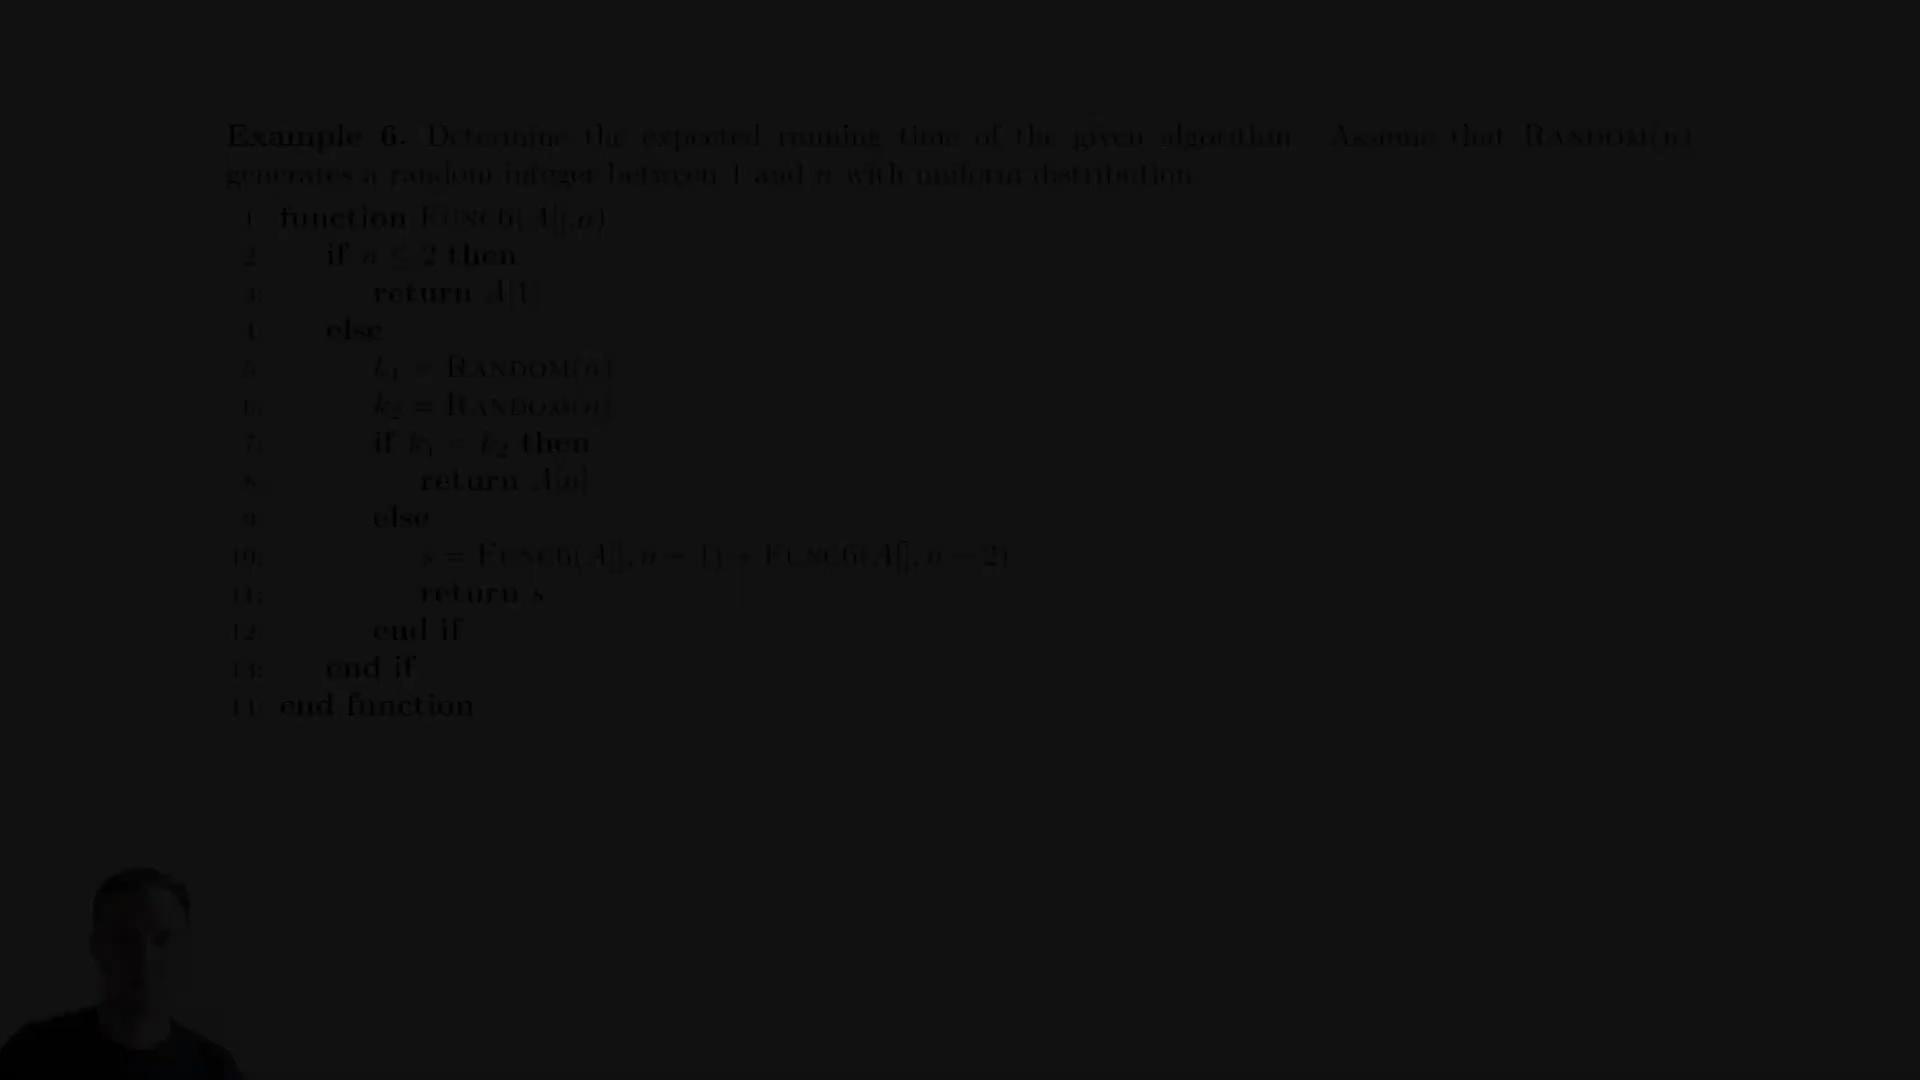 Example 6. Determine the expected running time of the given algorithm. Assume that RANDOM(n)
generates a random integer between 1 and n with uniform distribution.
1: function FUNC6(A[], n)
2: if n ≤ 2 then
3: return A[1]
4: else
5: k₁ = RANDOM(n)
6: k₂ = RANDOM(n)
7: if k₁ = k₂ then
8: return A[n]
9: else
10: s = FUNC6(A[], n − 1) + FUNC6(A[], n − 2)
11: return s
12: end if
13: end if
14: end function